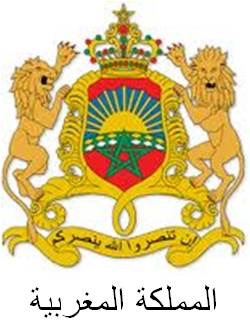 إن تنصروا الله ينصركم
المملكة المغربية